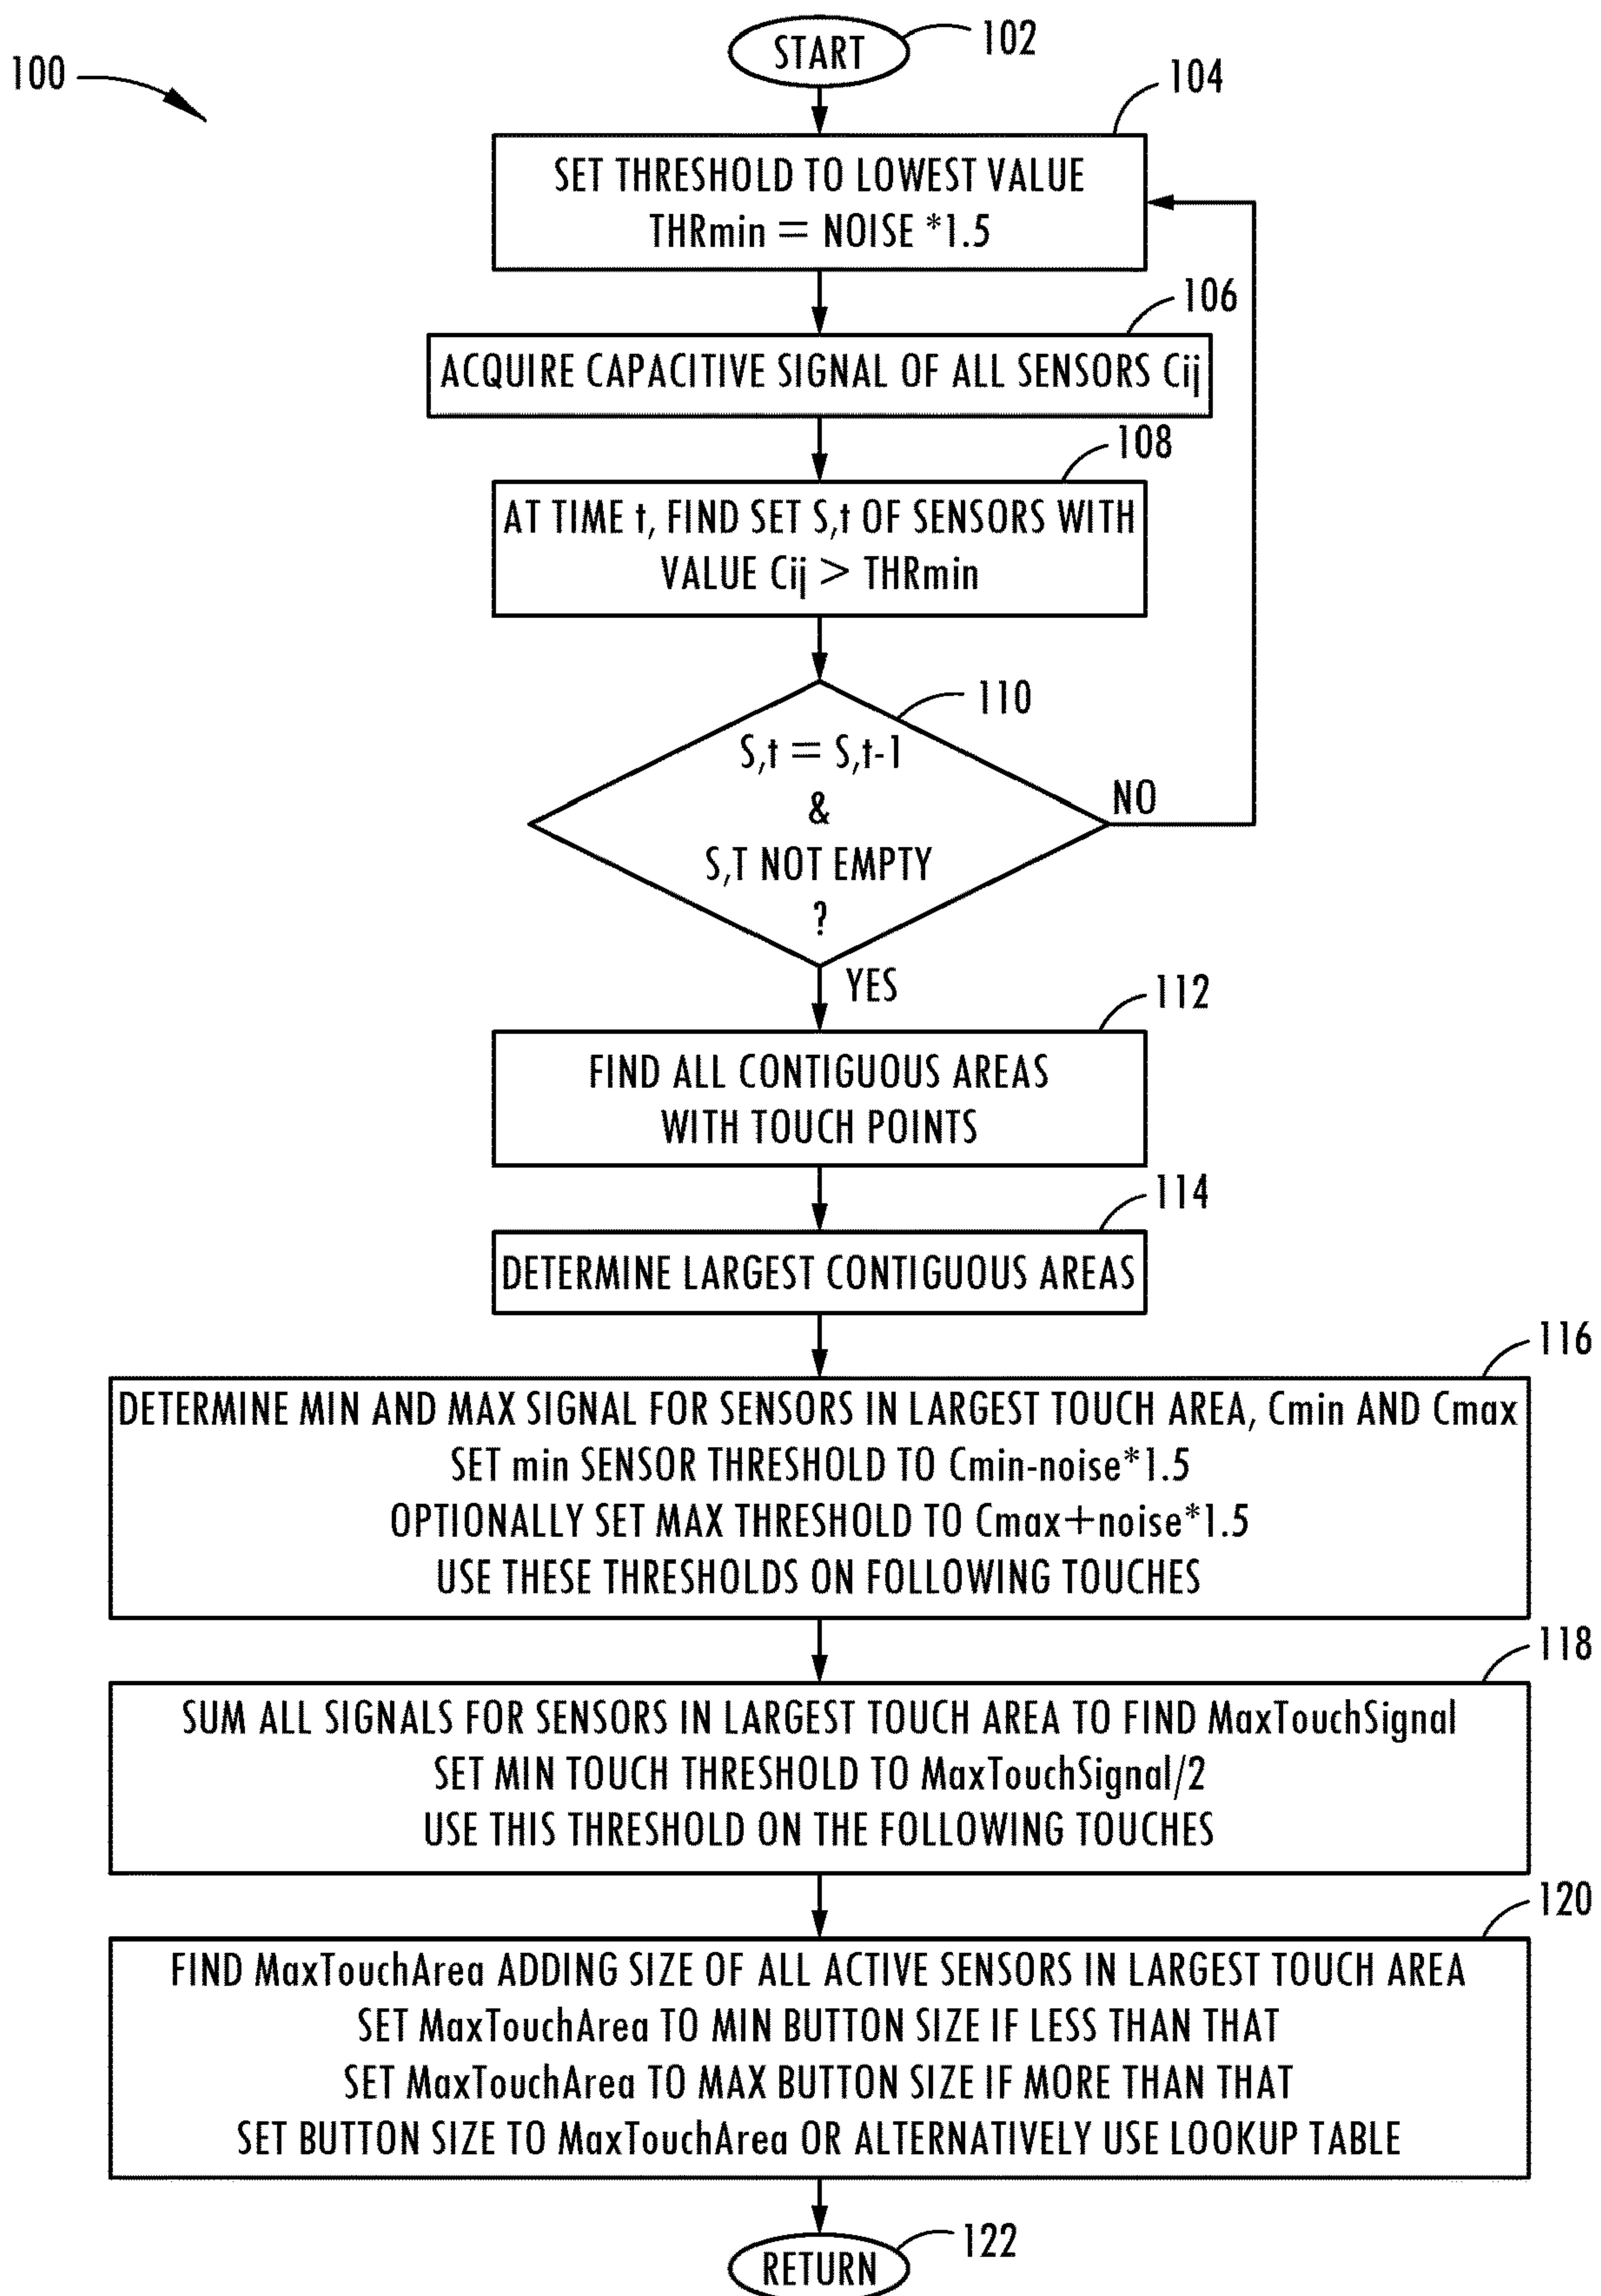 100
START
102
104
SET THRESHOLD TO LOWEST VALUE
THRmin = NOISE *1.5
106
ACQUIRE CAPACITIVE SIGNAL OF ALL SENSORS Cij
108
AT TIME t, FIND SET S,t OF SENSORS WITH
VALUE Cij > THRmin
110
S,t = S,t-1
&
S,T NOT EMPTY
?
NO
YES
112
FIND ALL CONTIGUOUS AREAS
WITH TOUCH POINTS
114
DETERMINE LARGEST CONTIGUOUS AREAS
116
DETERMINE MIN AND MAX SIGNAL FOR SENSORS IN LARGEST TOUCH AREA, Cmin AND Cmax
SET min SENSOR THRESHOLD TO Cmin-noise*1.5
OPTIONALLY SET MAX THRESHOLD TO Cmax+noise*1.5
USE THESE THRESHOLDS ON FOLLOWING TOUCHES
118
SUM ALL SIGNALS FOR SENSORS IN LARGEST TOUCH AREA TO FIND MaxTouchSignal
SET MIN TOUCH THRESHOLD TO MaxTouchSignal/2
USE THIS THRESHOLD ON THE FOLLOWING TOUCHES
120
FIND MaxTouchArea ADDING SIZE OF ALL ACTIVE SENSORS IN LARGEST TOUCH AREA
SET MaxTouchArea TO MIN BUTTON SIZE IF LESS THAN THAT
SET MaxTouchArea TO MAX BUTTON SIZE IF MORE THAN THAT
SET BUTTON SIZE TO MaxTouchArea OR ALTERNATIVELY USE LOOKUP TABLE
RETURN
122